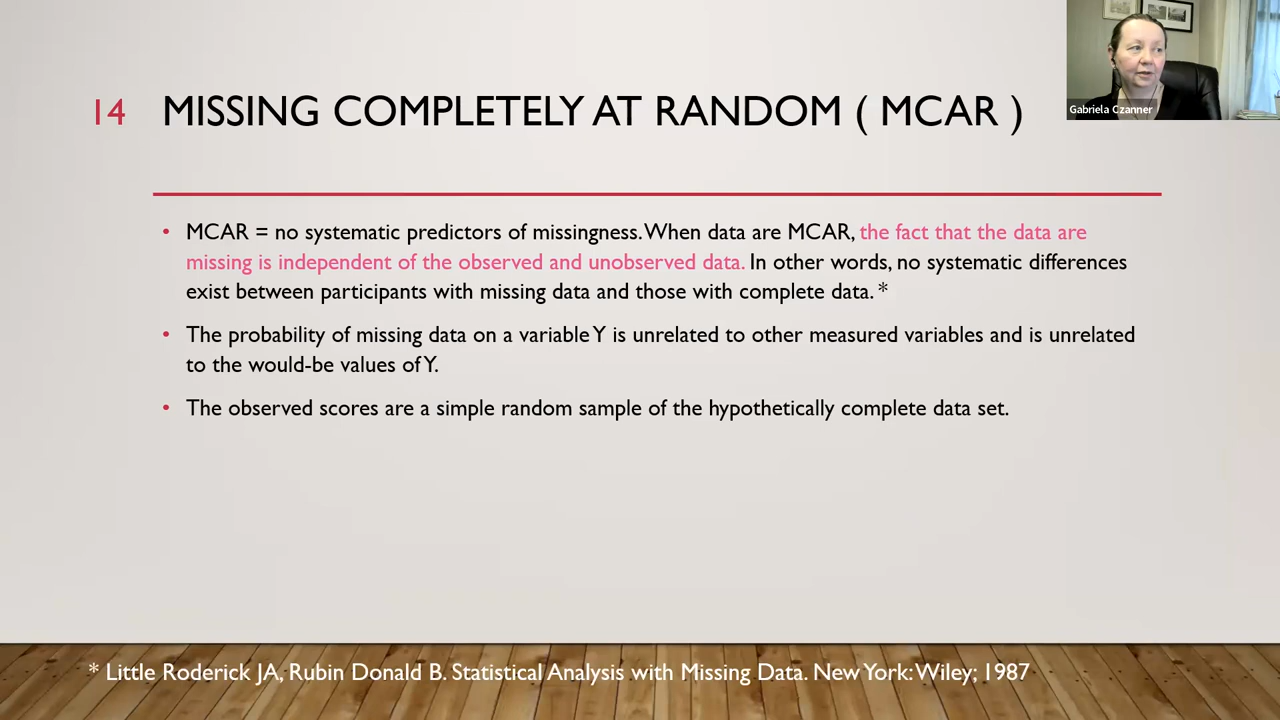 14 MISSING COMPLETELY AT RANDOM ( MCAR )
Gabriela Czanner
• MCAR = no systematic predictors of missingness. When data are MCAR, the fact that the data are
missing is independent of the observed and unobserved data. In other words, no systematic differences
exist between participants with missing data and those with complete data. *
• The probability of missing data on a variable Y is unrelated to other measured variables and is unrelated
to the would-be values of Y.
• The observed scores are a simple random sample of the hypothetically complete data set.
* Little Roderick JA, Rubin Donald B. Statistical Analysis with Missing Data. New York: Wiley; 1987